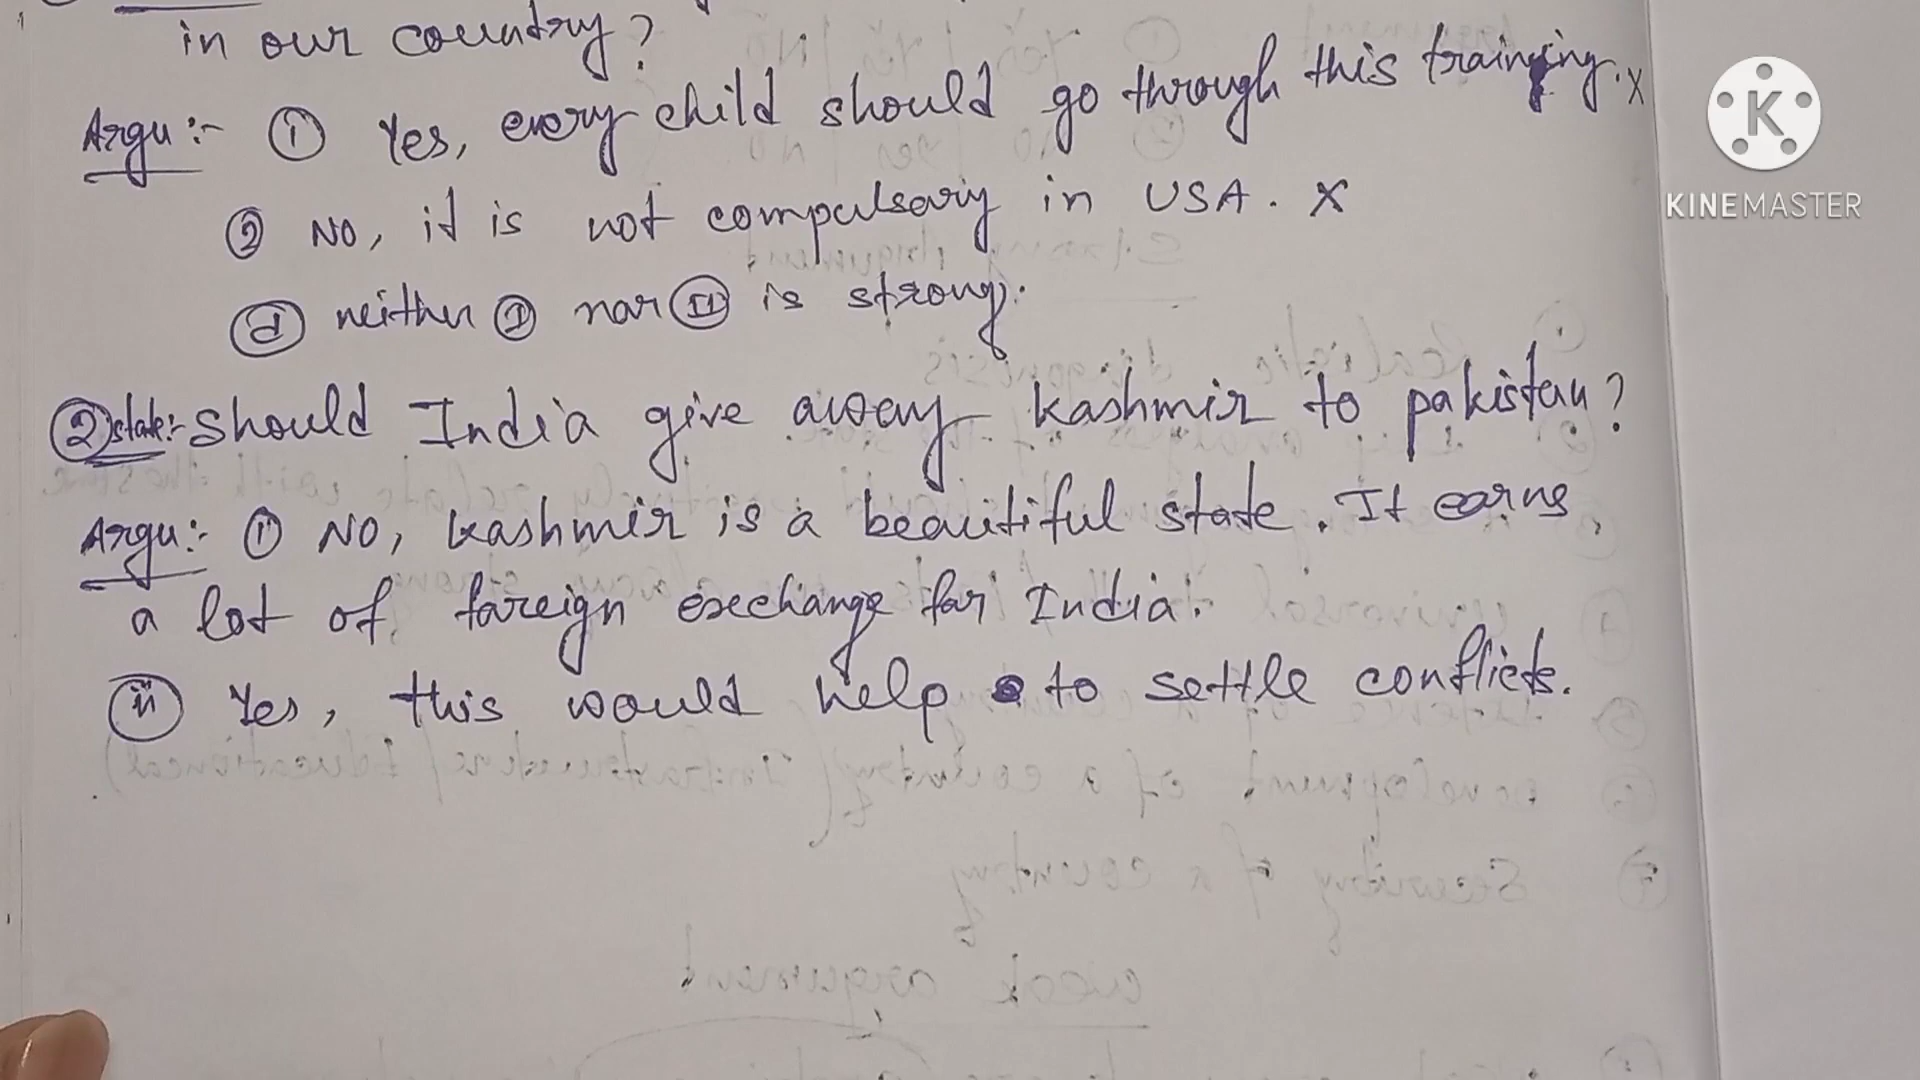 in our country?
Argu:- ① Yes, every child should go through this training. x
② No, it is not compulsary in USA. X
ⓓ neither Ⓘ nor Ⓘⓘ is strong.
② state:- Should India give away Kashmir to pakistan?
Argu:- ① No, Kashmir is a beautiful state. It earns
a lot of foreign exechange for India.
ⓘⓘ Yes, this would help to settle conflicts.
K
KINEMASTER